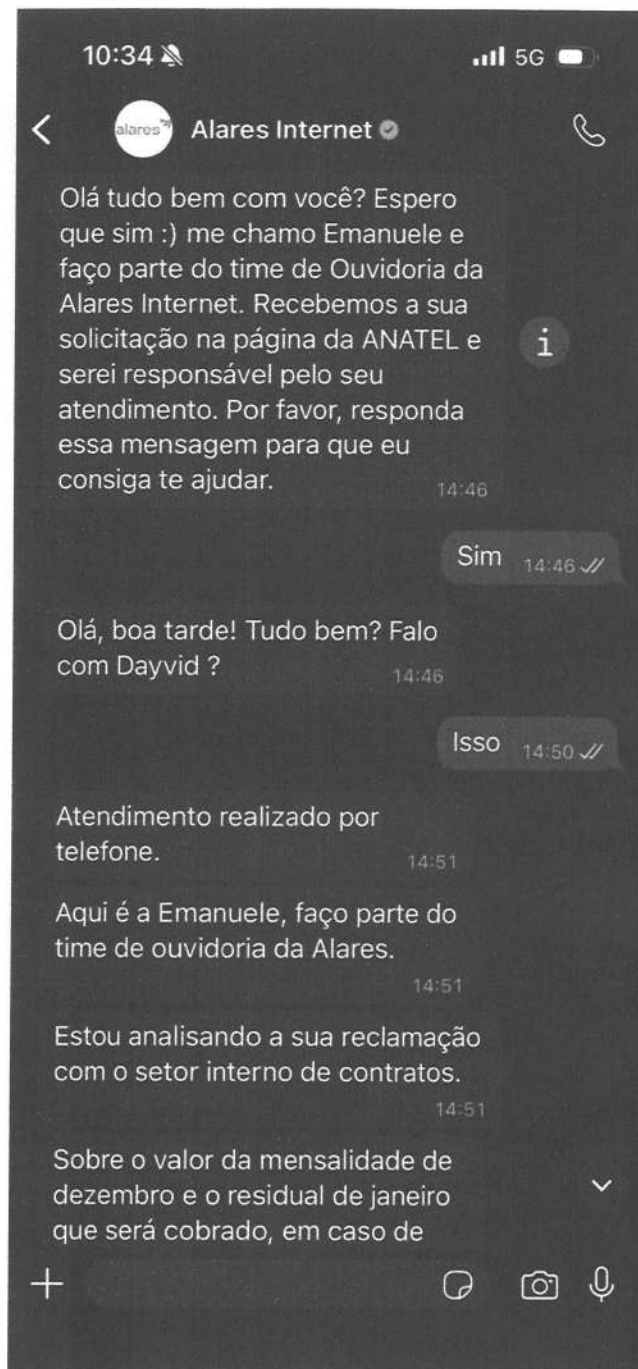 10:34
5G
alares
Alares Internet
Olá tudo bem com você? Espero
que sim :) me chamo Emanuele e
faço parte do time de Ouvidoria da
Alares Internet. Recebemos a sua
solicitação na página da ANATEL e
serei responsável pelo seu
atendimento. Por favor, responda
essa mensagem para que eu
consiga te ajudar.
14:46
Sim 14:46
Olá, boa tarde! Tudo bem? Falo
com Dayvid ?
14:46
Isso 14:50
Atendimento realizado por
telefone.
14:51
Aqui é a Emanuele, faço parte do
time de ouvidoria da Alares.
14:51
Estou analisando a sua reclamação
com o setor interno de contratos.
14:51
Sobre o valor da mensalidade de
dezembro e o residual de janeiro
que será cobrado, em caso de